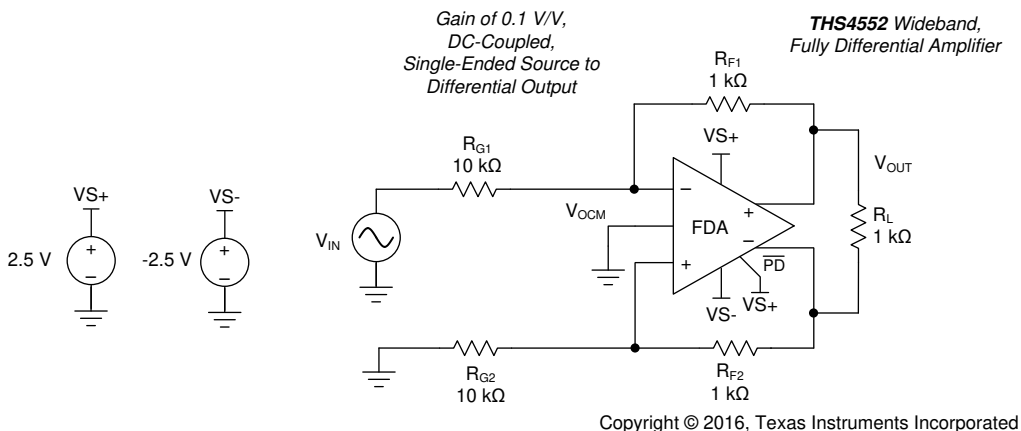 Gain of 0.1 V/V,
DC-Coupled,
Single-Ended Source to
Differential Output
THS4552 Wideband,
Fully Differential Amplifier
RF1
1 kΩ
VS+
RG1
10 kΩ
VOUT
VS+
VS-
VOCM
−
+
FDA
−
+
RL
1 kΩ
VIN
2.5 V
+
−
-2.5 V
+
−
PD
VS+
VS-
RG2
10 kΩ
RF2
1 kΩ
Copyright © 2016, Texas Instruments Incorporated